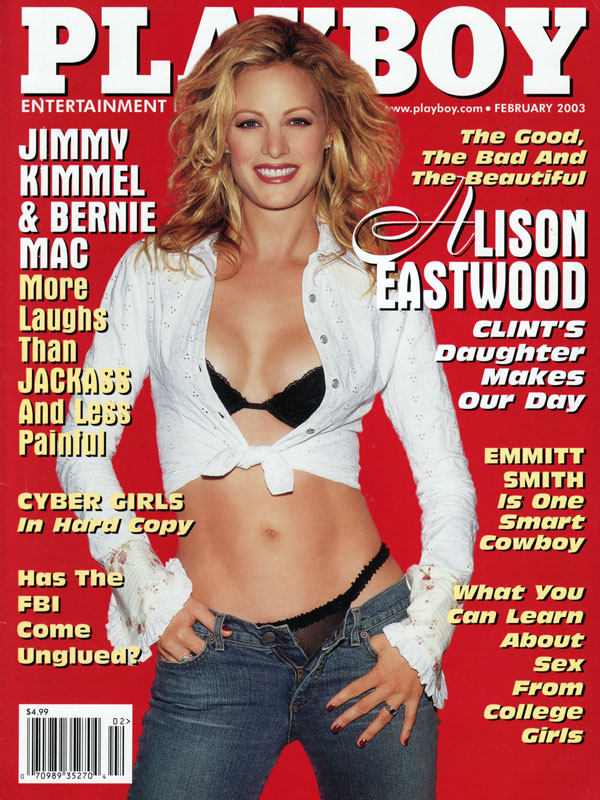 PLAYBOY
ENTERTAINMENT
www.playboy.com • FEBRUARY 2003
JIMMY
KIMMEL
& BERNIE
MAC
More
Laughs
Than
JACKASS
And Less
Painful
CYBER GIRLS
In Hard Copy
Has The
FBI
Come
Unglued?
The Good,
The Bad And
The Beautiful
ALISON
EASTWOOD
CLINT'S
Daughter
Makes
Our Day
EMMITT
SMITH
Is One
Smart
Cowboy
What You
Can Learn
About
Sex
From
College
Girls
$4.99
02>
0 70989 35270 4